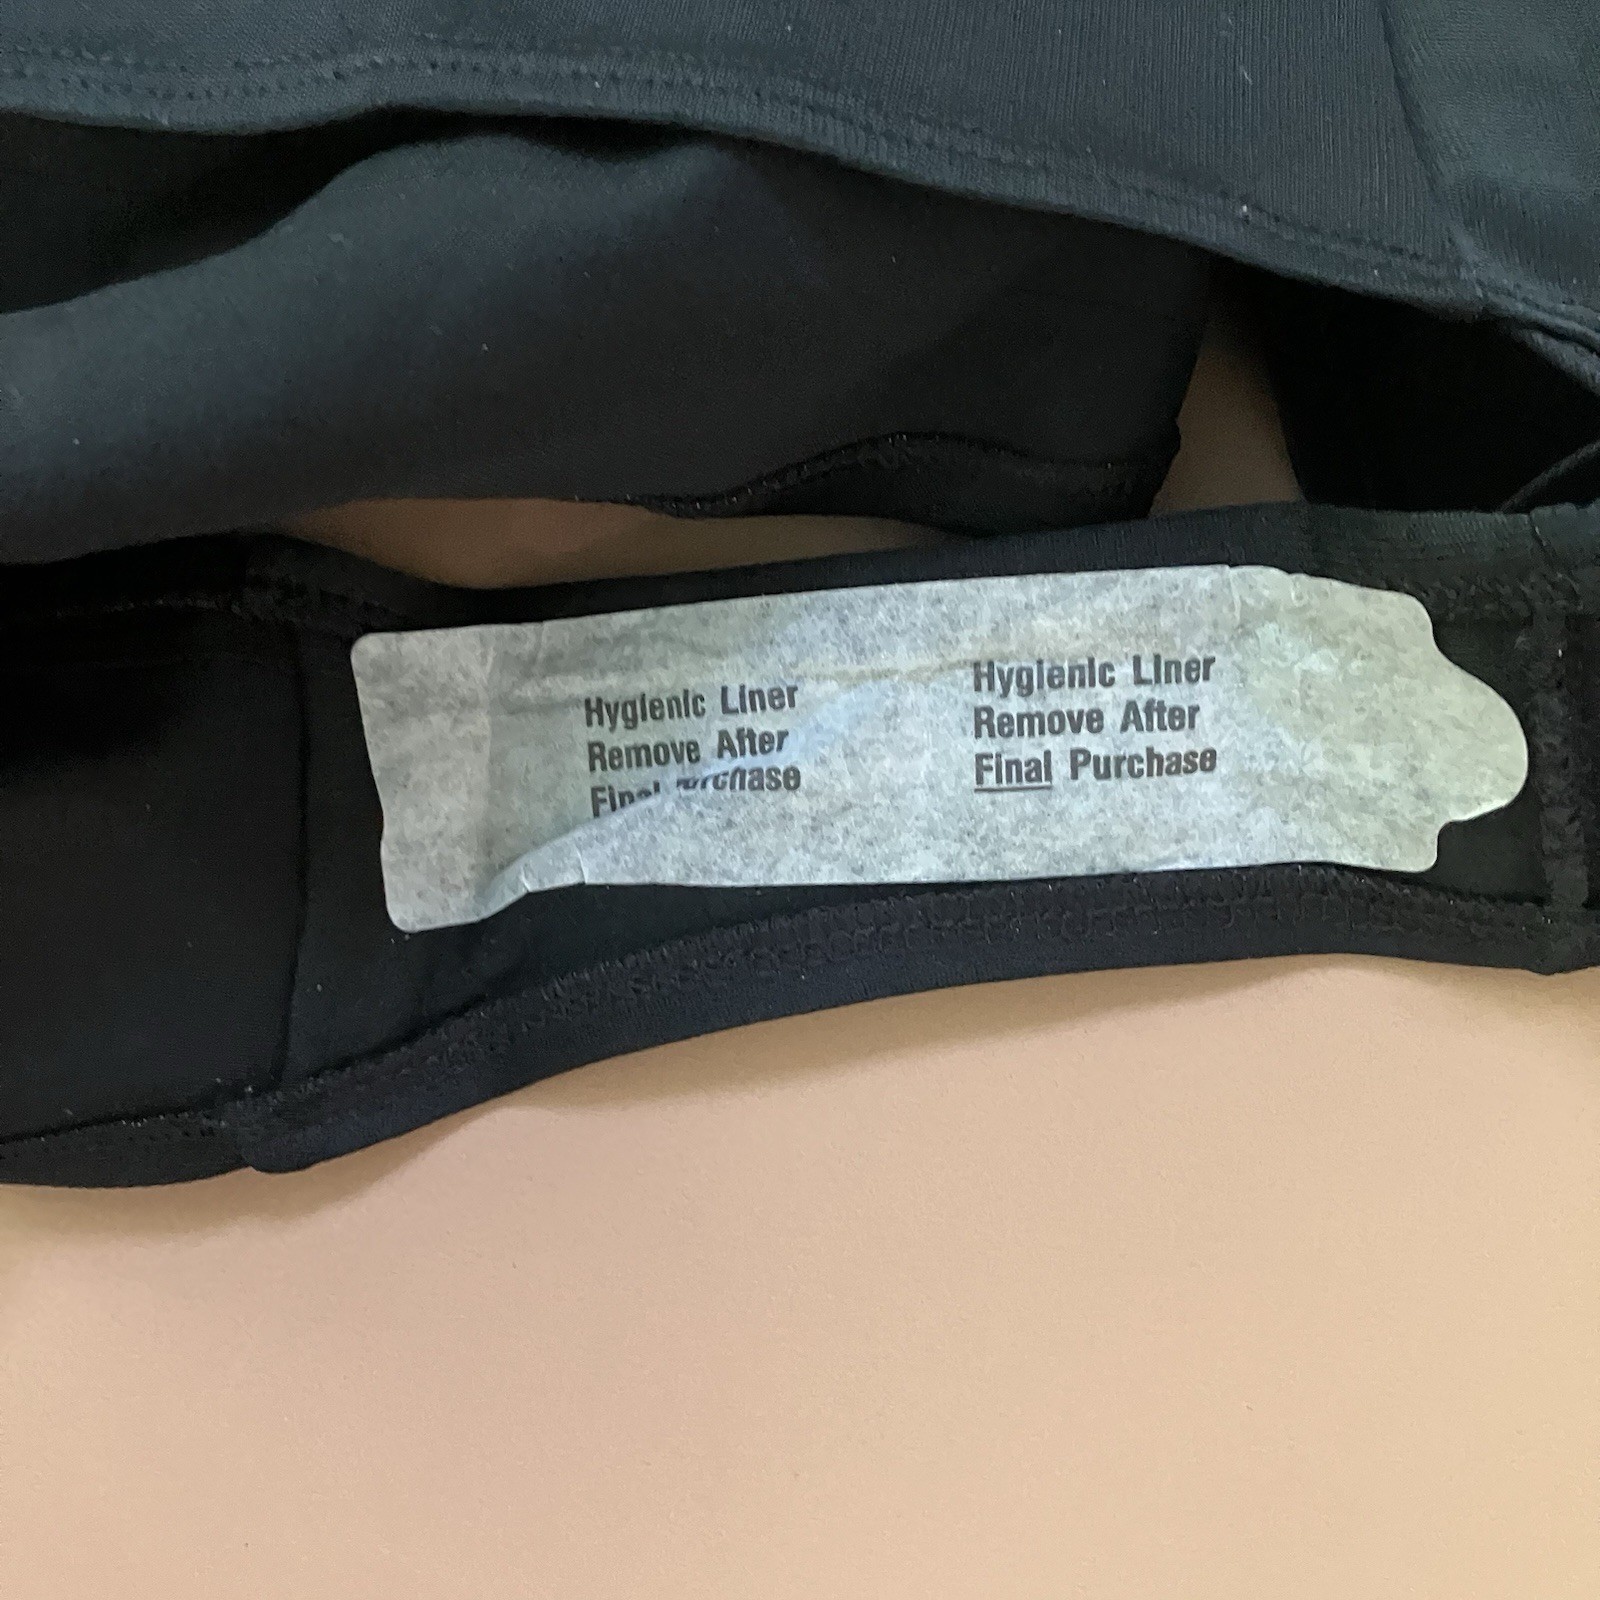 Hygienic Liner
Remove After
Hygienic Liner
Remove After
Final Purchase